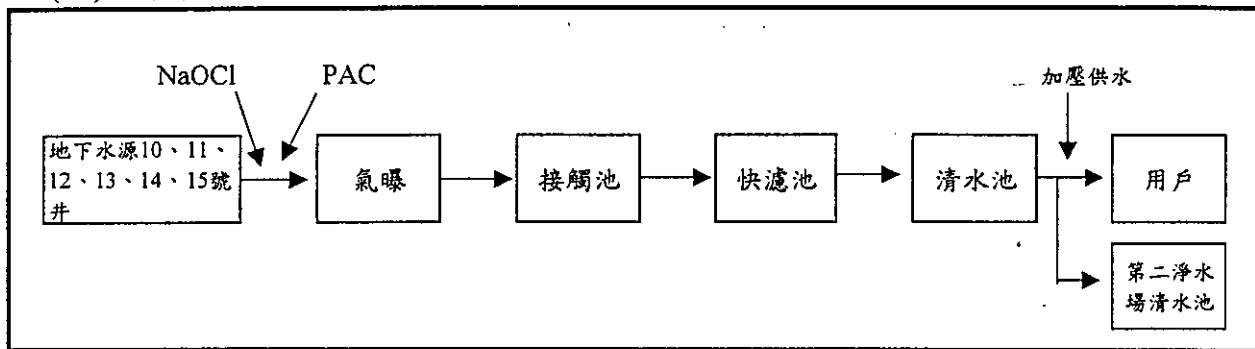 NaOCl
PAC
加壓供水
地下水源10、11、
12、13、14、15號
井
氣曝
接觸池
快濾池
清水池
用戶
第二淨水
場清水池